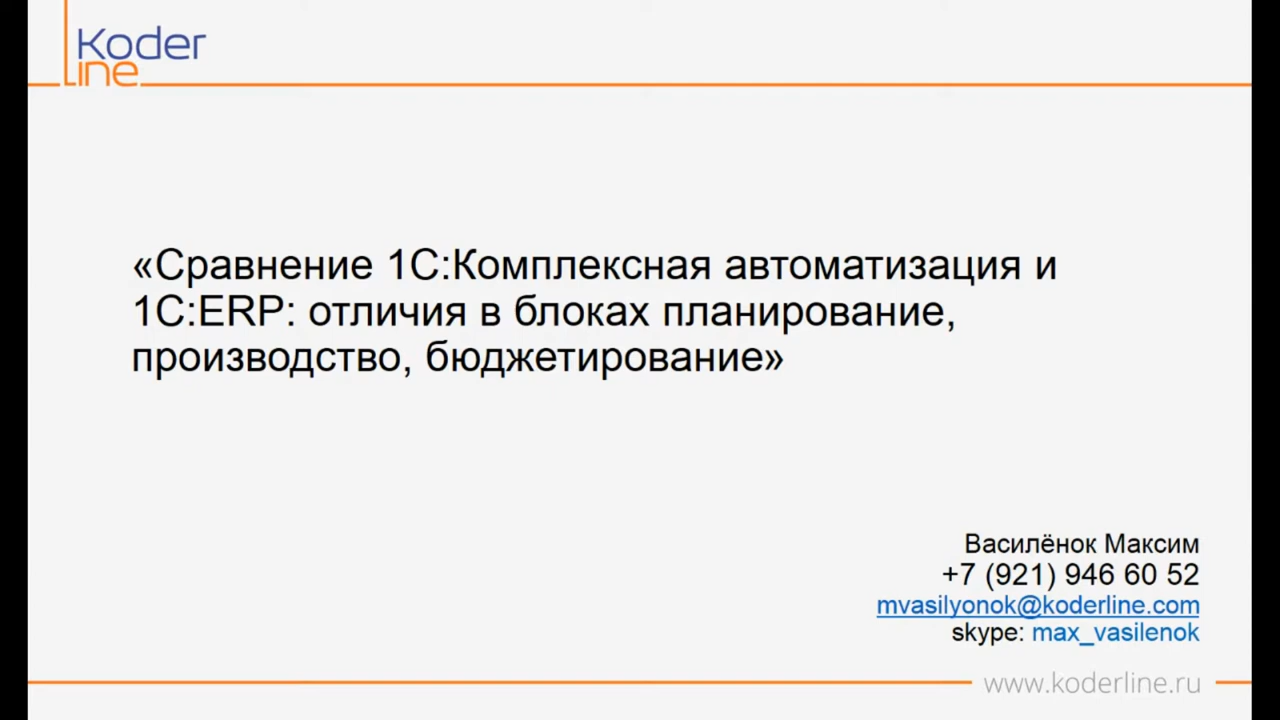 Koder
line
«Сравнение 1С:Комплексная автоматизация и
1С:ERP: отличия в блоках планирование,
производство, бюджетирование»
Василёнок Максим
+7 (921) 946 60 52
mvasilyonok@koderline.com
skype: max_vasilenok
www.koderline.ru